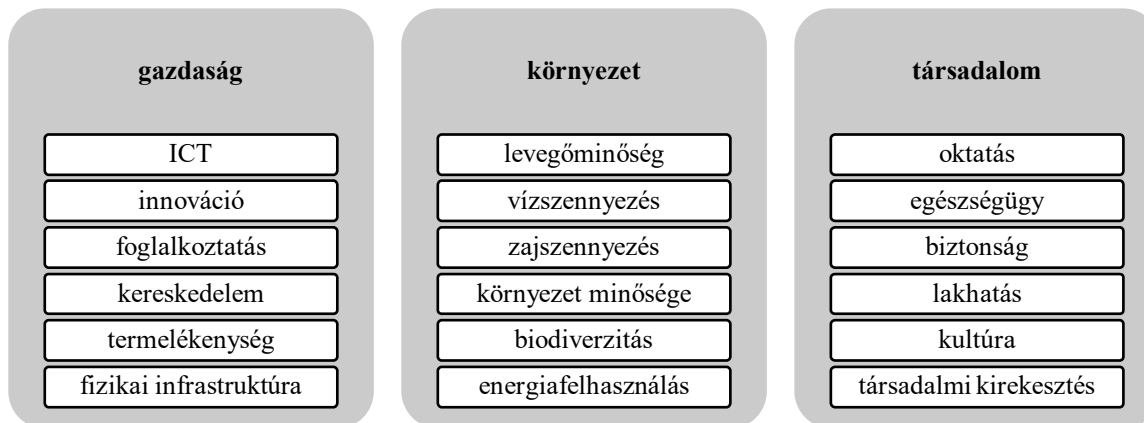 gazdaság
ICT
innováció
foglalkoztatás
kereskedelem
termelékenység
fizikai infrastruktúra
környezet
levegőminőség
vízszennyezés
zajszennyezés
környezet minősége
biodiverzitás
energiafelhasználás
társadalom
oktatás
egészségügy
biztonság
lakhatás
kultúra
társadalmi kirekesztés